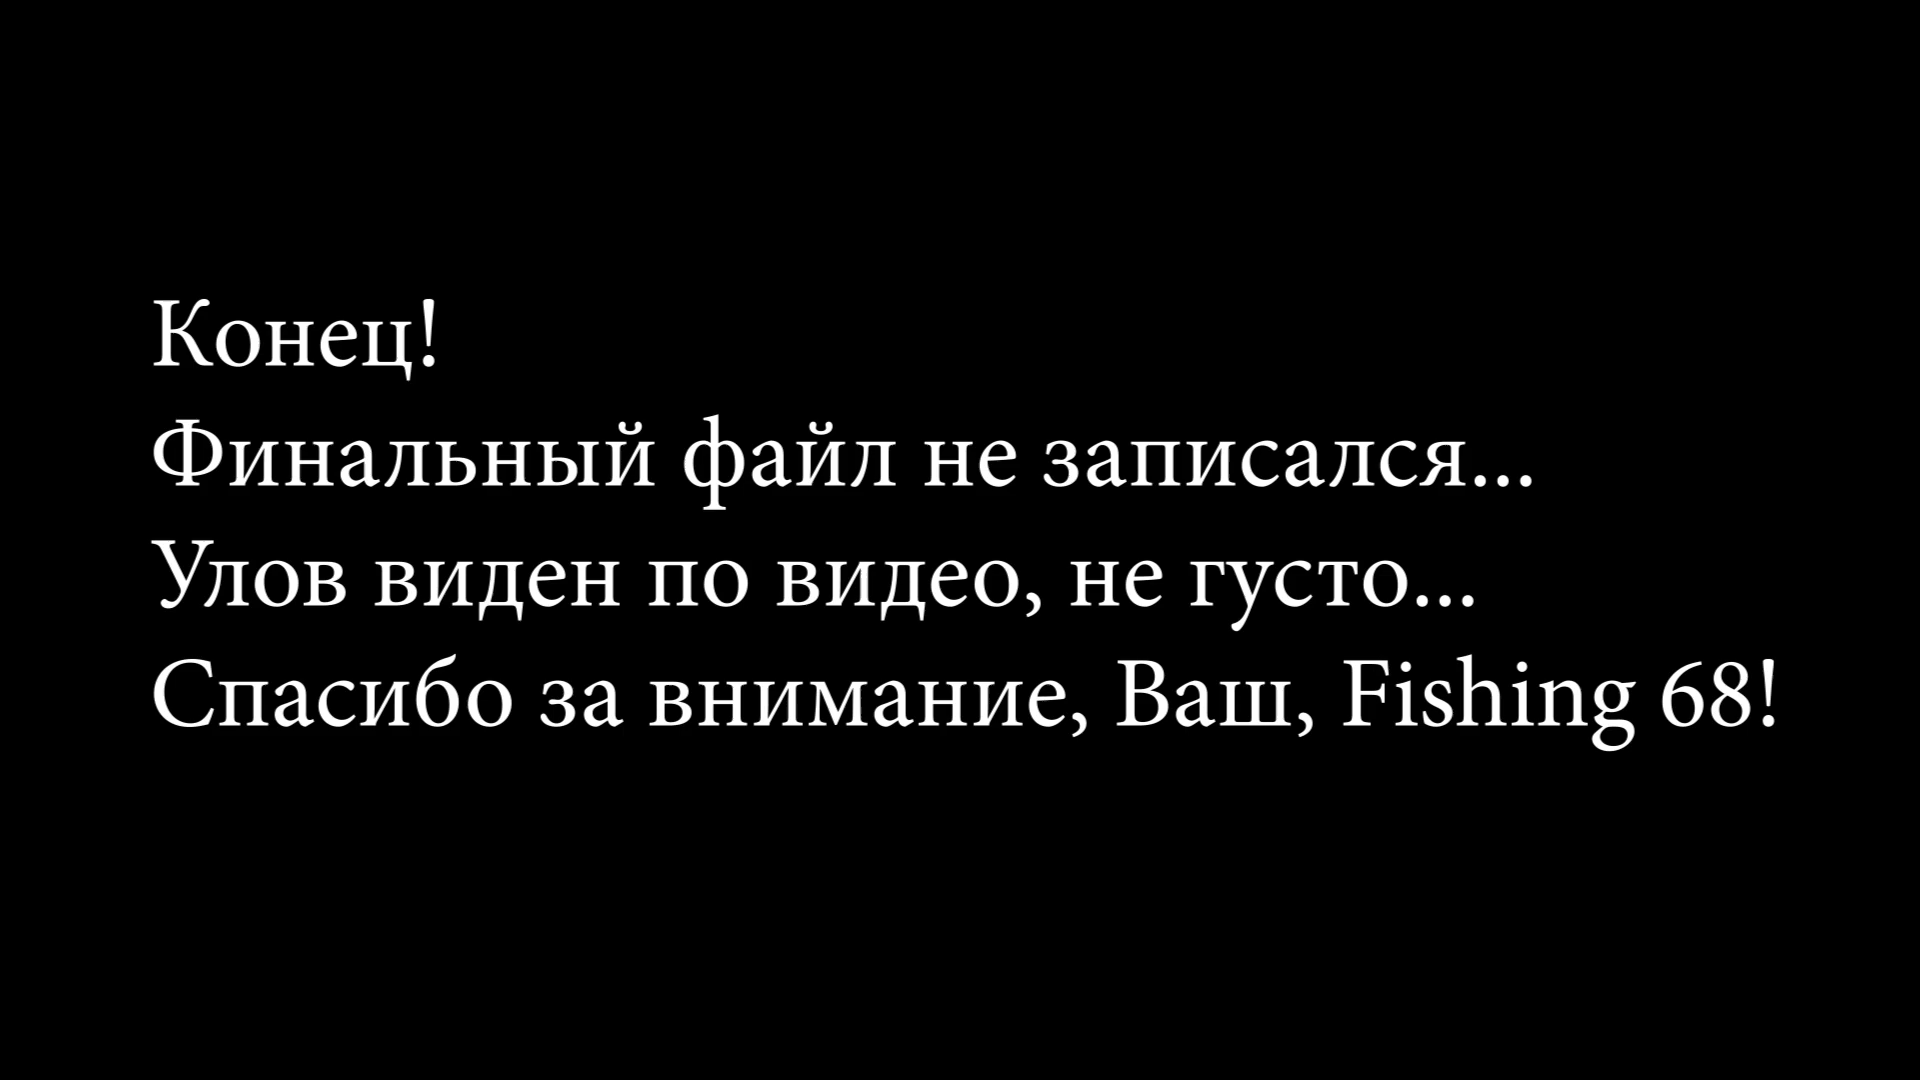 Конец!
Финальный файл не записался...
Улов виден по видео, не густо...
Спасибо за внимание, Ваш, Fishing 68!